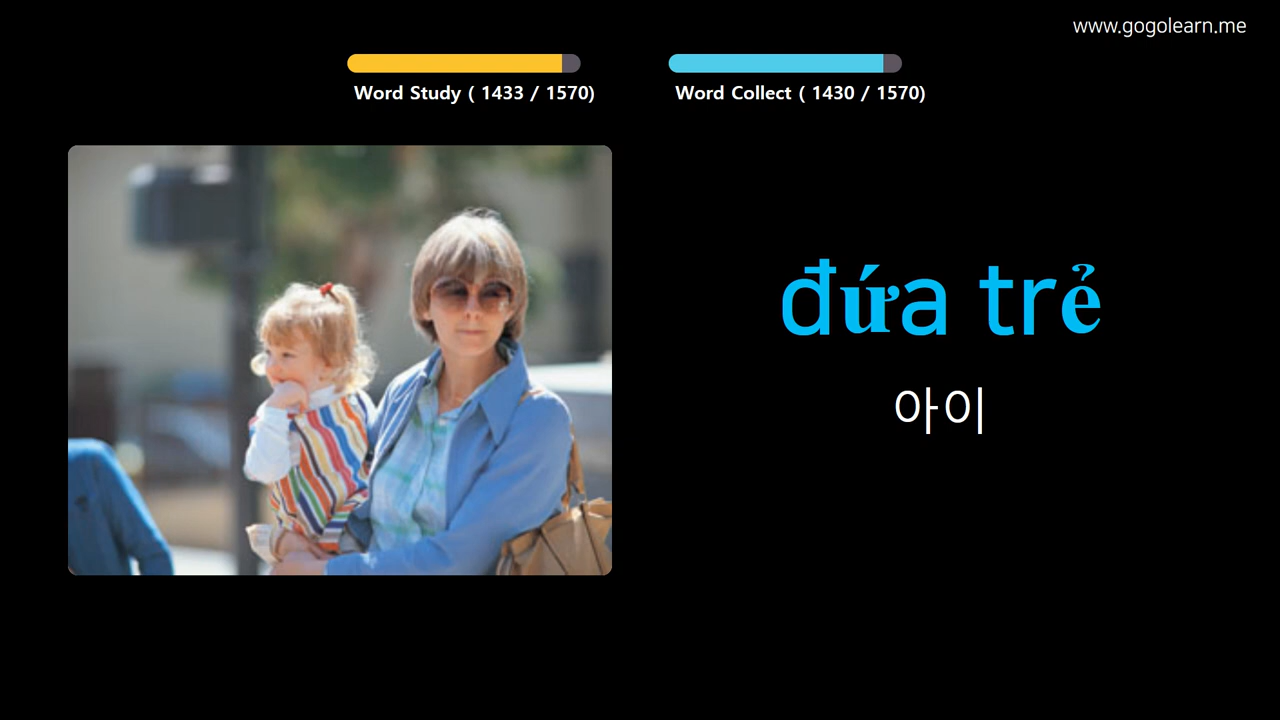 www.gogolearn.me
Word Study ( 1433 / 1570)
Word Collect ( 1430 / 1570)
đứa trẻ
아이